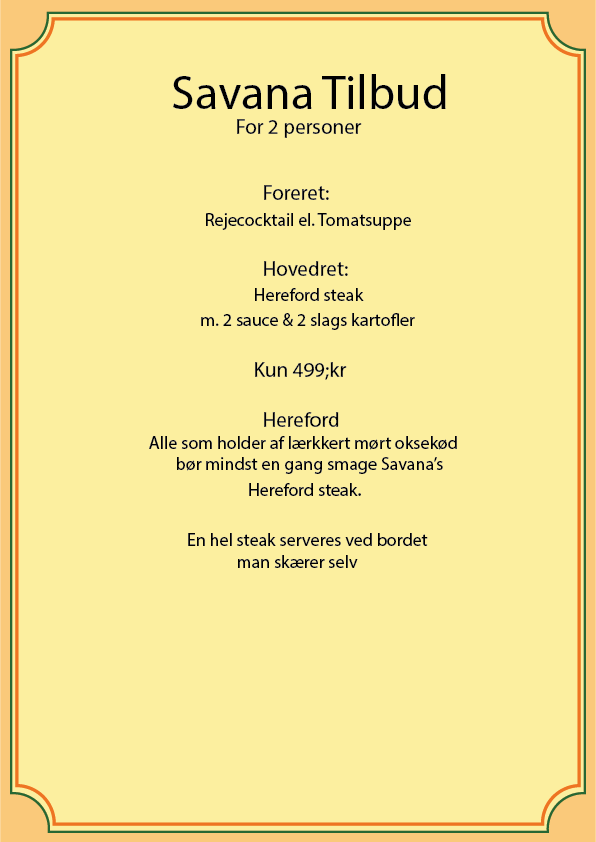 Savana Tilbud
For 2 personer
Foreret:
Rejecocktail el. Tomatsuppe
Hovedret:
Hereford steak
m. 2 sauce & 2 slags kartofler
Kun 499;kr
Hereford
Alle som holder af lærkkert mørt oksekød
bør mindst en gang smage Savana’s
Hereford steak.
En hel steak serveres ved bordet
man skærer selv